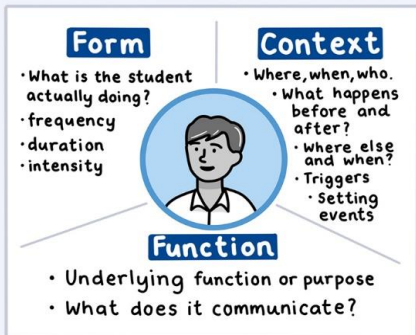 Form
• What is the student
actually doing?
• frequency
• duration
• intensity
Context
• Where, when, who.
• What happens
before and
after?
• Where else
and when?
• Triggers
• Setting
events
Function
• Underlying function or purpose
• What does it communicate?